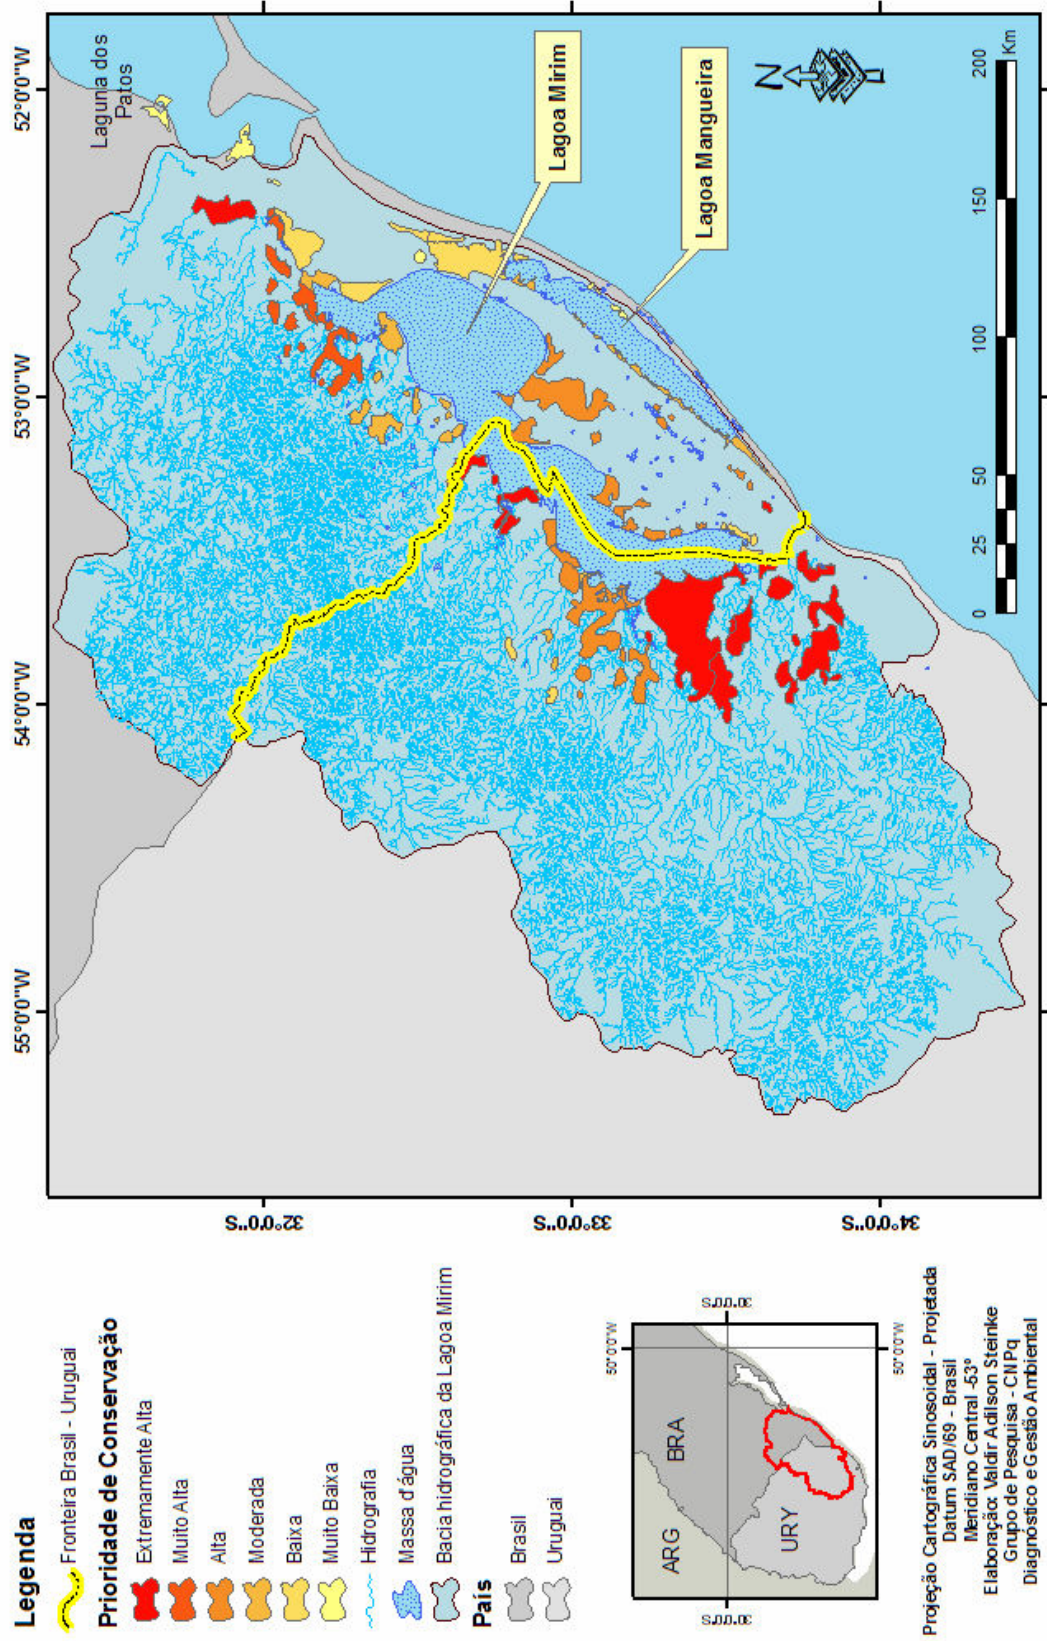 Legenda
Fronteira Brasil - Uruguai
Prioridade de Conservação
Extremamente Alta
Muito Alta
Alta
Moderada
Baixa
Muito Baixa
Hidrografia
Massa d'água
Bacia hidrográfica da Lagoa Mirim
País
Brasil
Uruguai
50°0'0"W
30°0'0"S
30°0'0"S
ARG
BRA
URY
50°0'0"W
Projeção Cartográfica Sinosoidal - Projetada
Datum SAD/69 - Brasil
Meridiano Central -53°
Elaboração: Valdir Adilson Steinke
Grupo de Pesquisa - CNPq
Diagnóstico e Gestão Ambiental
55°0'0"W
54°0'0"W
53°0'0"W
52°0'0"W
32°0'0"S
33°0'0"S
34°0'0"S
Laguna dos
Patos
Lagoa Mirim
Lagoa Mangueira
N
0
25
50
100
150
200
Km